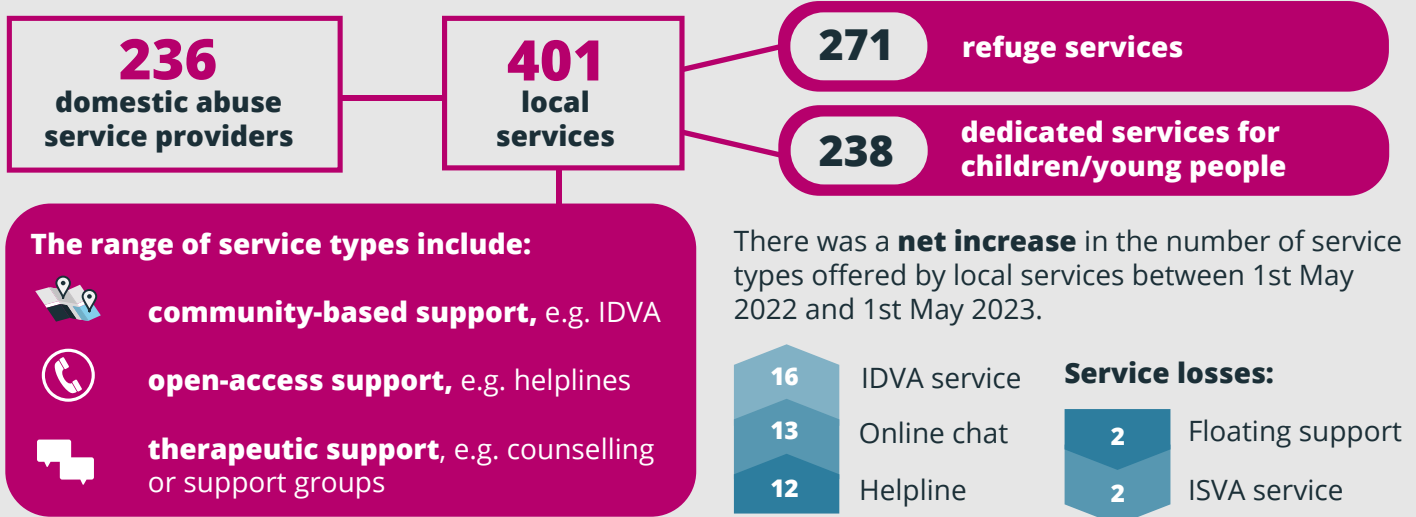 236
domestic abuse
service providers
401
local
services
271
refuge services
238
dedicated services for
children/young people
The range of service types include:
community-based support, e.g. IDVA
open-access support, e.g. helplines
therapeutic support, e.g. counselling
or support groups
There was a net increase in the number of service
types offered by local services between 1st May
2022 and 1st May 2023.
16 IDVA service
13 Online chat
12 Helpline
Service losses:
2 Floating support
2 ISVA service